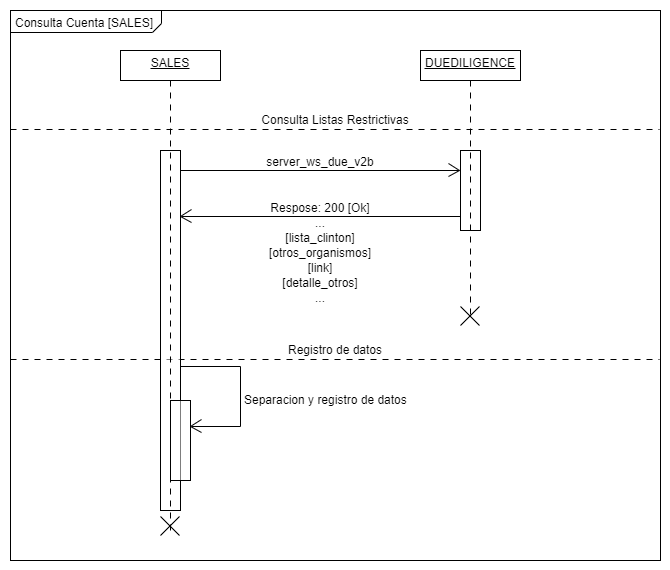 Consulta Cuenta [SALES]
SALES
DUEDILIGENCE
Consulta Listas Restrictivas
server_ws_due_v2b
Respose: 200 [Ok]
...
[lista_clinton]
[otros_organismos]
[link]
[detalle_otros]
...
Registro de datos
Separacion y registro de datos